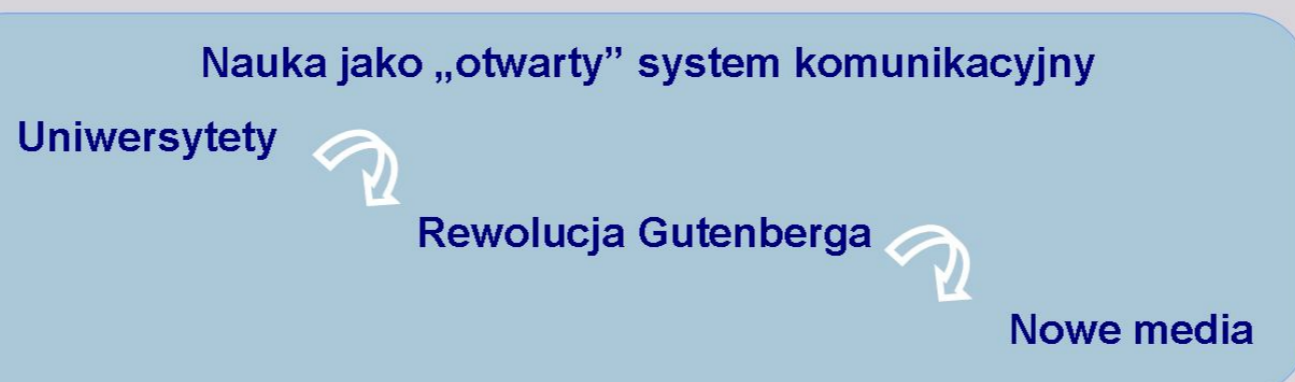 Nauka jako „otwarty” system komunikacyjny
Uniwersytety
Rewolucja Gutenberga
Nowe media